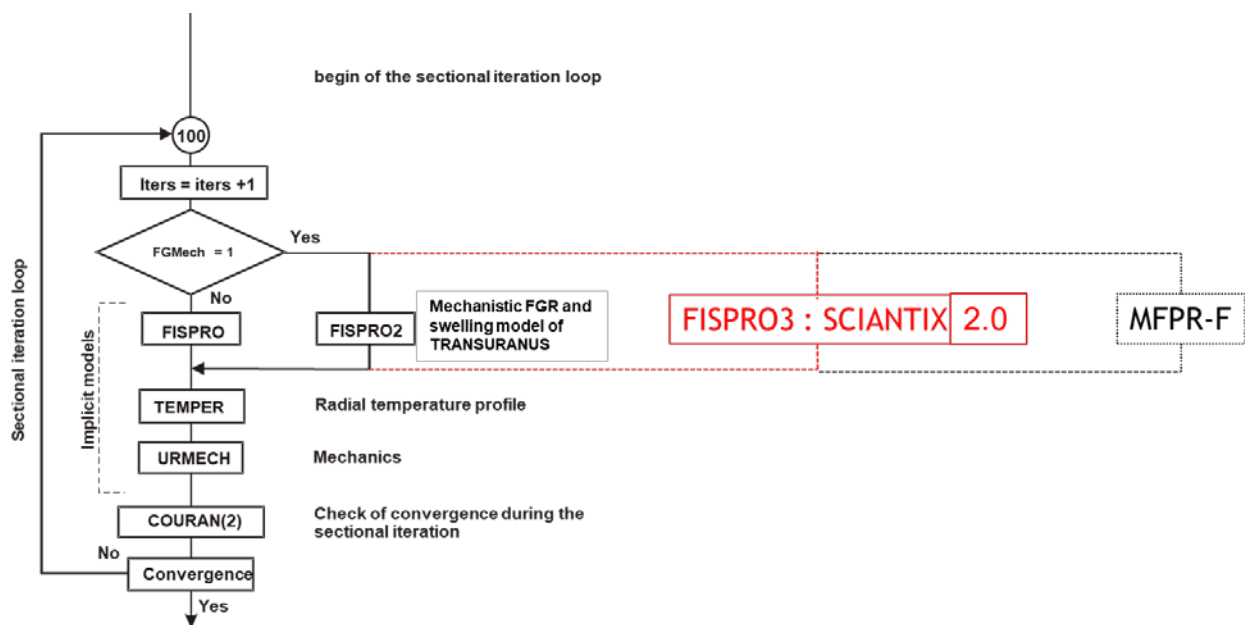 begin of the sectional iteration loop
100
Iters = iters +1
FGMech = 1
Yes
No
FISPRO
FISPRO2
Mechanistic FGR and
swelling model of
TRANSURANUS
FISPRO3 : SCIANTIX 2.0
MFPR-F
Sectional iteration loop
Implicit models
TEMPER
Radial temperature profile
URMECH
Mechanics
COURAN(2)
Check of convergence during the
sectional iteration
No
Convergence
Yes